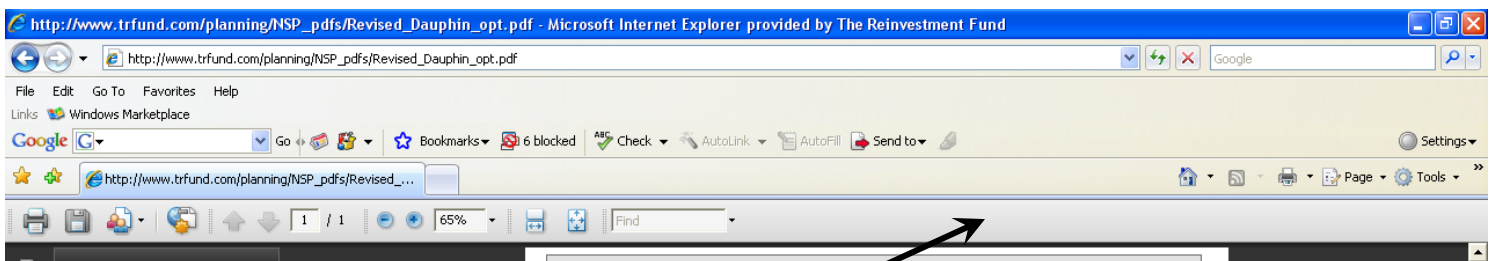 http://www.trfund.com/planning/NSP_pdfs/Revised_Dauphin_opt.pdf - Microsoft Internet Explorer provided by The Reinvestment Fund
http://www.trfund.com/planning/NSP_pdfs/Revised_Dauphin_opt.pdf Google
File Edit Go To Favorites Help
Links Windows Marketplace
Google G Go Bookmarks 6 blocked ABC Check AutoLink AutoFill Send to Settings
http://www.trfund.com/planning/NSP_pdfs/Revised_... Page Tools »
1 / 1 65% Find